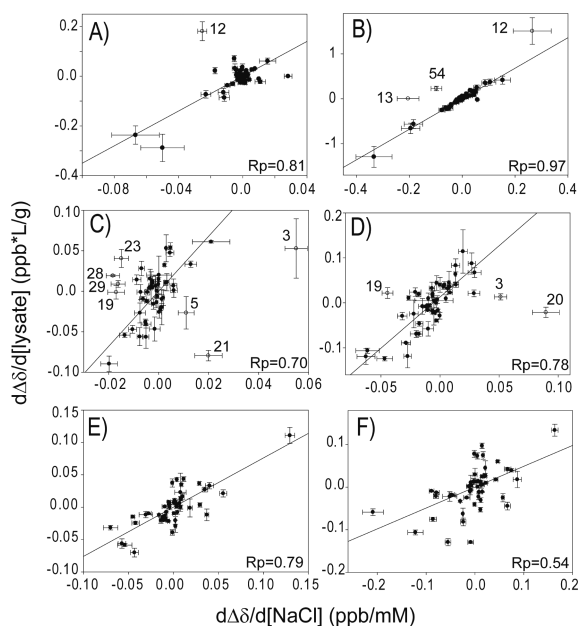 A) 12 B) 12
0.2 1
0.0 54
13 0
-0.2
-1
-0.4 Rp=0.81 Rp=0.97
-0.08 -0.04 0.00 0.04 -0.4 -0.2 0.0 0.2 0.4
0.10 C) 0.2 D)
23 3
0.05 0.1
28 19 3
29 20
0.00 0.0
19 5
-0.05
21 -0.1
-0.10 Rp=0.70 Rp=0.78
-0.02 0.00 0.02 0.04 0.06 -0.05 0.00 0.05 0.10
0.15 E) 0.2 F)
0.10
0.1
0.05
0.00 0.0
-0.05
-0.1
-0.10 Rp=0.79 Rp=0.54
-0.2
-0.10 -0.05 0.00 0.05 0.10 0.15 -0.2 -0.1 0.0 0.1 0.2
dΔδ/d[lysate] (ppb*L/g)
dΔδ/d[NaCl] (ppb/mM)